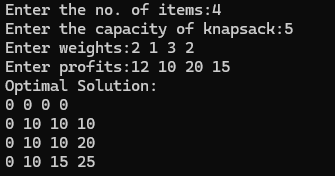 Enter the no. of items:4
Enter the capacity of knapsack:5
Enter weights:2 1 3 2
Enter profits:12 10 20 15
Optimal Solution:
0 0 0 0
0 10 10 10
0 10 10 20
0 10 15 25